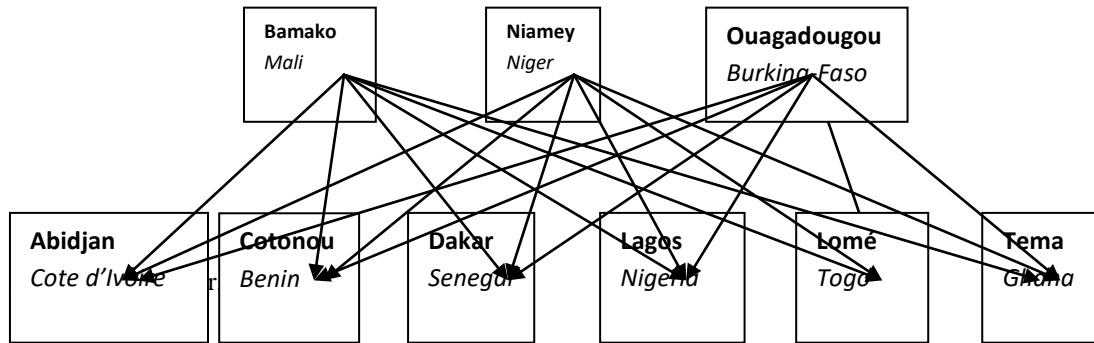 Bamako
Mali
Niamey
Niger
Ouagadougou
Burkina Faso
Abidjan
Cote d’Ivoire
r
Cotonou
Benin
Dakar
Senegal
Lagos
Nigeria
Lomé
Togo
Tema
Ghana